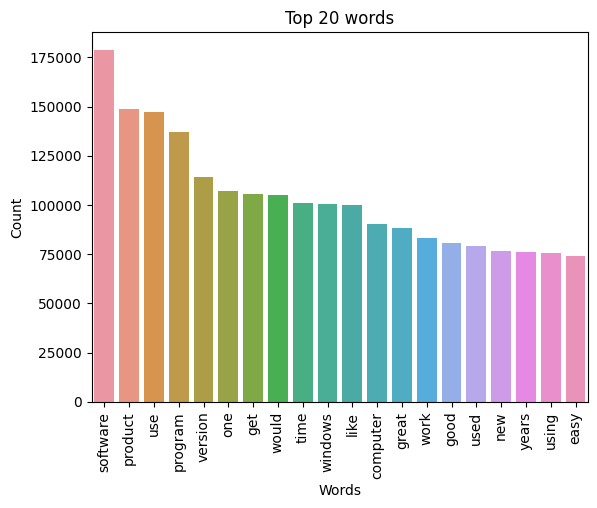 Top 20 words
Count
175000
150000
125000
100000
75000
50000
25000
0
software
product
use
program
version
one
get
would
time
windows
like
computer
great
work
good
used
new
years
using
easy
Words